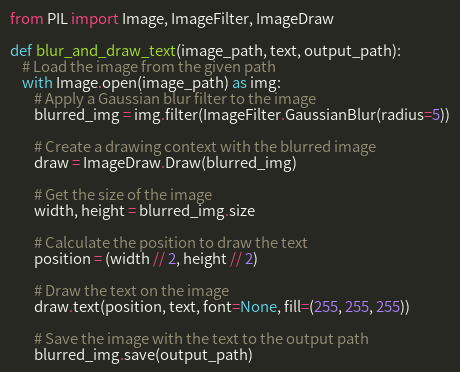 from PIL import Image, ImageFilter, ImageDraw

def blur_and_draw_text(image_path, text, output_path):
    # Load the image from the given path
    with Image.open(image_path) as img:
        # Apply a Gaussian blur filter to the image
        blurred_img = img.filter(ImageFilter.GaussianBlur(radius=5))

        # Create a drawing context with the blurred image
        draw = ImageDraw.Draw(blurred_img)

        # Get the size of the image
        width, height = blurred_img.size

        # Calculate the position to draw the text
        position = (width // 2, height // 2)

        # Draw the text on the image
        draw.text(position, text, font=None, fill=(255, 255, 255))

        # Save the image with the text to the output path
        blurred_img.save(output_path)